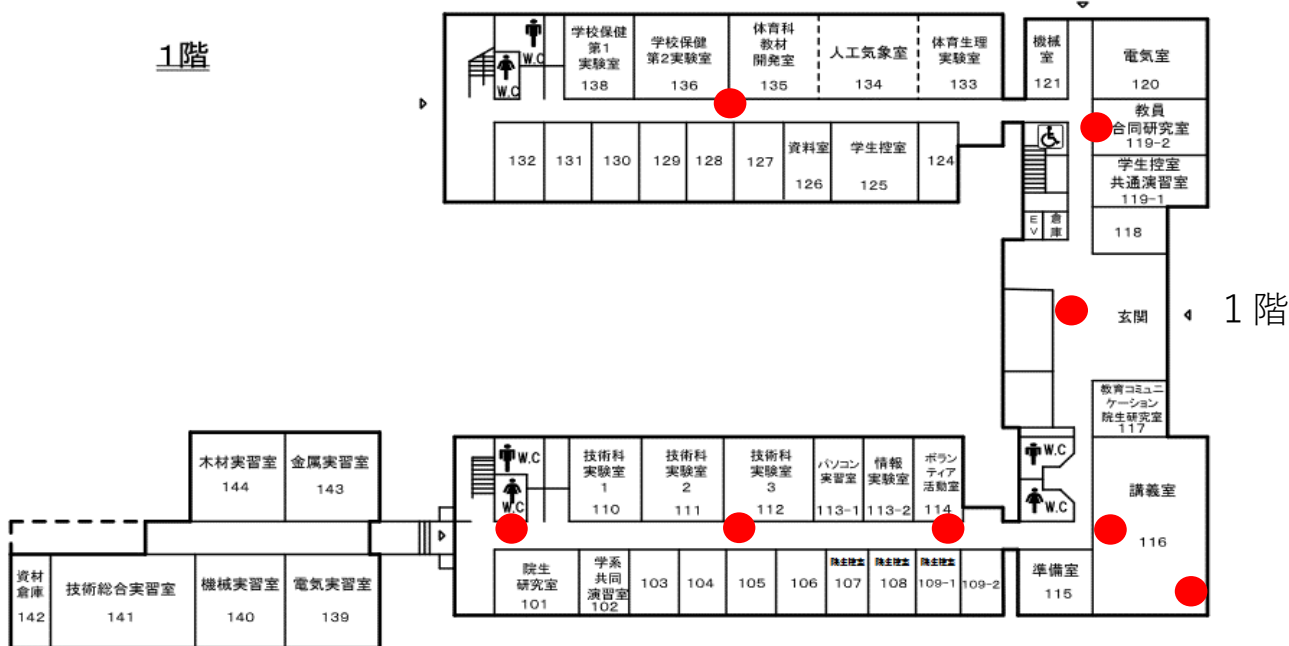 1階
W.C
W.C
学校保健
第1
実験室
138
学校保健
第2実験室
136
体育科
教材
開発室
135
人工気象室
134
体育生理
実験室
133
機械
室
121
電気室
120
132
131
130
129
128
127
資料室
126
学生控室
125
124
教員
合同研究室
119-2
学生控室
共通演習室
119-1
EV
倉庫
118
玄関
1階
教育コミュニ
ケーション
院生研究室
117
W.C
W.C
講義室
116
準備室
115
木材実習室
144
金属実習室
143
W.C
W.C
技術科
実験室
1
110
技術科
実験室
2
111
技術科
実験室
3
112
パソコン
実習室
113-1
情報
実験室
113-2
ボラン
ティア
活動室
114
資材
倉庫
142
技術総合実習室
141
機械実習室
140
電気実習室
139
院生
研究室
101
学系
共同
演習室
102
103
104
105
106
院生控室
107
院生控室
108
院生控室
109-1
109-2